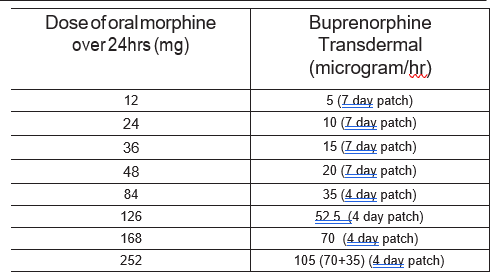 Dose of oral morphine Buprenorphine
over 24hrs (mg) Transdermal
(microgram/hr)
12 5 (7 day patch)
24 10 (7 day patch)
36 15 (7 day patch)
48 20 (7 day patch)
84 35 (4 day patch)
126 52.5 (4 day patch)
168 70 (4 day patch)
252 105 (70+35) (4 day patch)